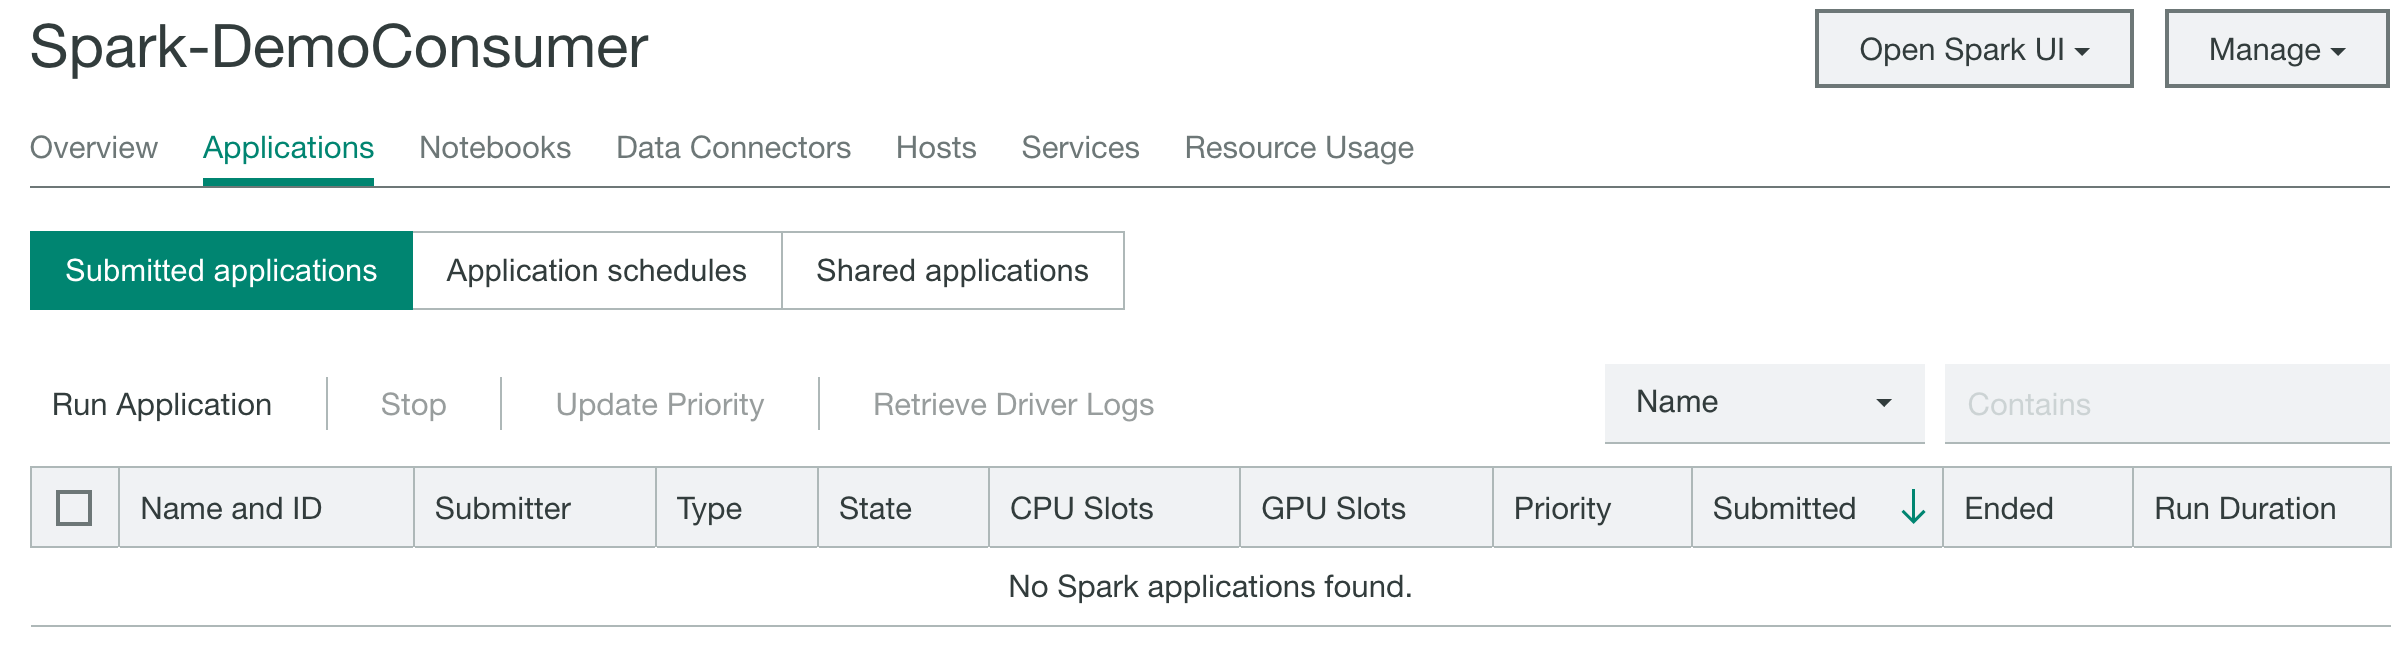 Spark-DemoConsumer
Open Spark UI
Manage
Overview Applications Notebooks Data Connectors Hosts Services Resource Usage
Submitted applications Application schedules Shared applications
Run Application Stop Update Priority Retrieve Driver Logs Name Contains
Name and ID Submitter Type State CPU Slots GPU Slots Priority Submitted Ended Run Duration
No Spark applications found.